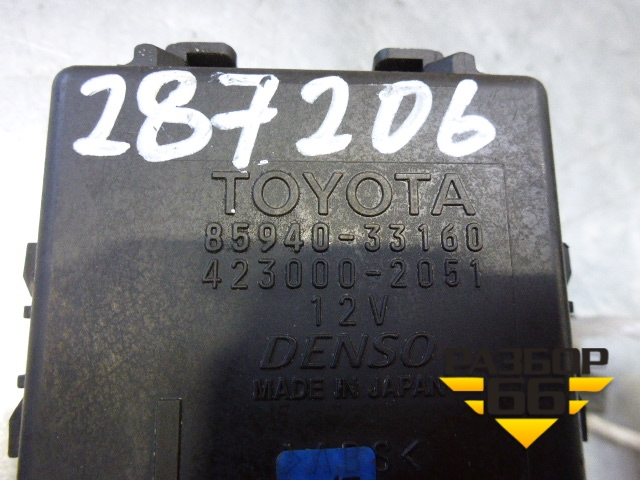 287206
TOYOTA
85940-33160
423000-2051
12V
DENSO
MADE IN JAPAN
РАЗБОР
66